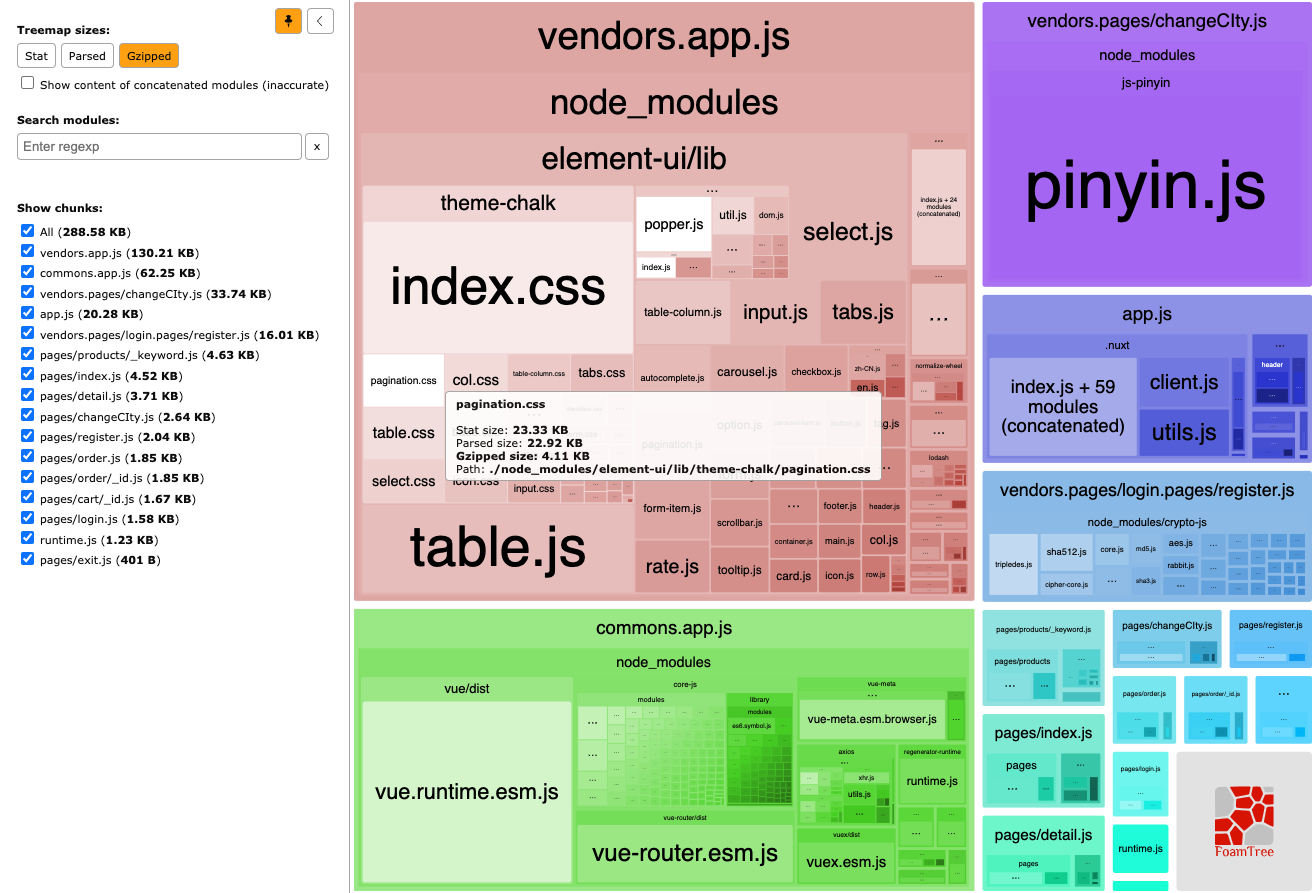 Treemap sizes:
Stat
Parsed
Gzipped
Show content of concatenated modules (inaccurate)
Search modules:
Enter regexp
x
Show chunks:
All (288.58 KB)
vendors.app.js (130.21 KB)
commons.app.js (62.25 KB)
vendors.pages/changeCIty.js (33.74 KB)
app.js (20.28 KB)
vendors.pages/login.pages/register.js (16.01 KB)
pages/products/_keyword.js (4.63 KB)
pages/index.js (4.52 KB)
pages/detail.js (3.71 KB)
pages/changeCIty.js (2.64 KB)
pages/register.js (2.04 KB)
pages/order.js (1.85 KB)
pages/order/_id.js (1.85 KB)
pages/cart/_id.js (1.67 KB)
pages/login.js (1.58 KB)
runtime.js (1.23 KB)
pages/exit.js (401 B)
vendors.app.js
node_modules
element-ui/lib
theme-chalk
index.css
pagination.css
col.css
table-column.css
tabs.css
table.css
select.css
icon.css
input.css
table.js
...
popper.js
util.js
dom.js
index.js
...
select.js
table-column.js
input.js
tabs.js
autocomplete.js
carousel.js
checkbox.js
zh-CN.js
en.js
pagination.css
Stat size: 23.33 KB
Parsed size: 22.92 KB
Gzipped size: 4.11 KB
Path: ./node_modules/element-ui/lib/theme-chalk/pagination.css
pagination.js
option.js
form-item.js
scrollbar.js
...
footer.js
header.js
container.js
main.js
col.js
rate.js
tooltip.js
card.js
icon.js
row.js
...
index.js + 24
modules
(concatenated)
...
...
normalize-wheel
...
lodash
commons.app.js
node_modules
vue/dist
vue.runtime.esm.js
core-js
modules
library
modules
es6.symbol.js
vue-router/dist
vue-router.esm.js
vue-meta
...
vue-meta.esm.browser.js
axios
...
xhr.js
utils.js
regenerator-runtime
runtime.js
vuex/dist
vuex.esm.js
vendors.pages/changeCIty.js
node_modules
js-pinyin
pinyin.js
app.js
.nuxt
index.js + 59
modules
(concatenated)
client.js
utils.js
...
header
vendors.pages/login.pages/register.js
node_modules/crypto-js
tripledes.js
sha512.js
cipher-core.js
core.js
...
md5.js
sha3.js
aes.js
rabbit.js
...
pages/products/_keyword.js
pages/products
...
pages/changeCIty.js
pages/register.js
pages/order.js
pages/order/_id.js
...
pages/index.js
pages
...
pages/login.js
pages/detail.js
pages
...
runtime.js
FoamTree